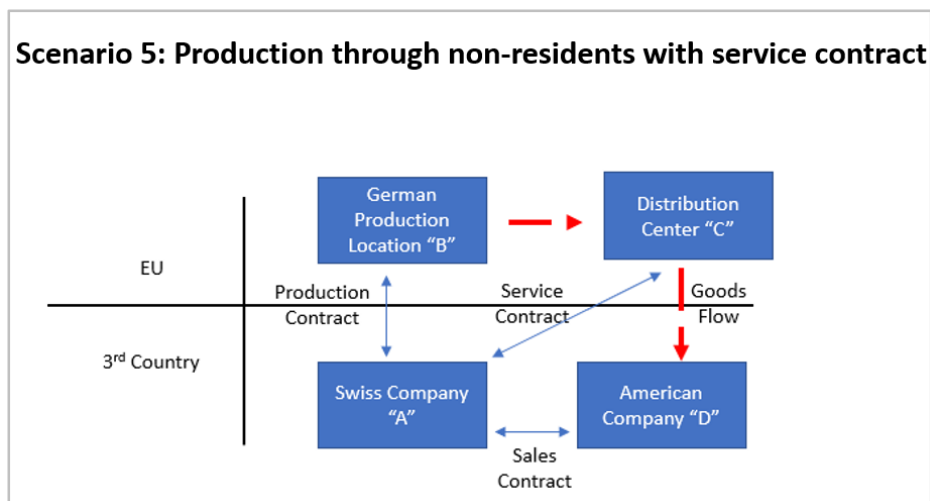 Scenario 5: Production through non-residents with service contract
German
Production
Location “B”
Distribution
Center “C”
EU
Production
Contract
Service
Contract
Goods
Flow
3rd Country
Swiss Company
“A”
American
Company “D”
Sales
Contract